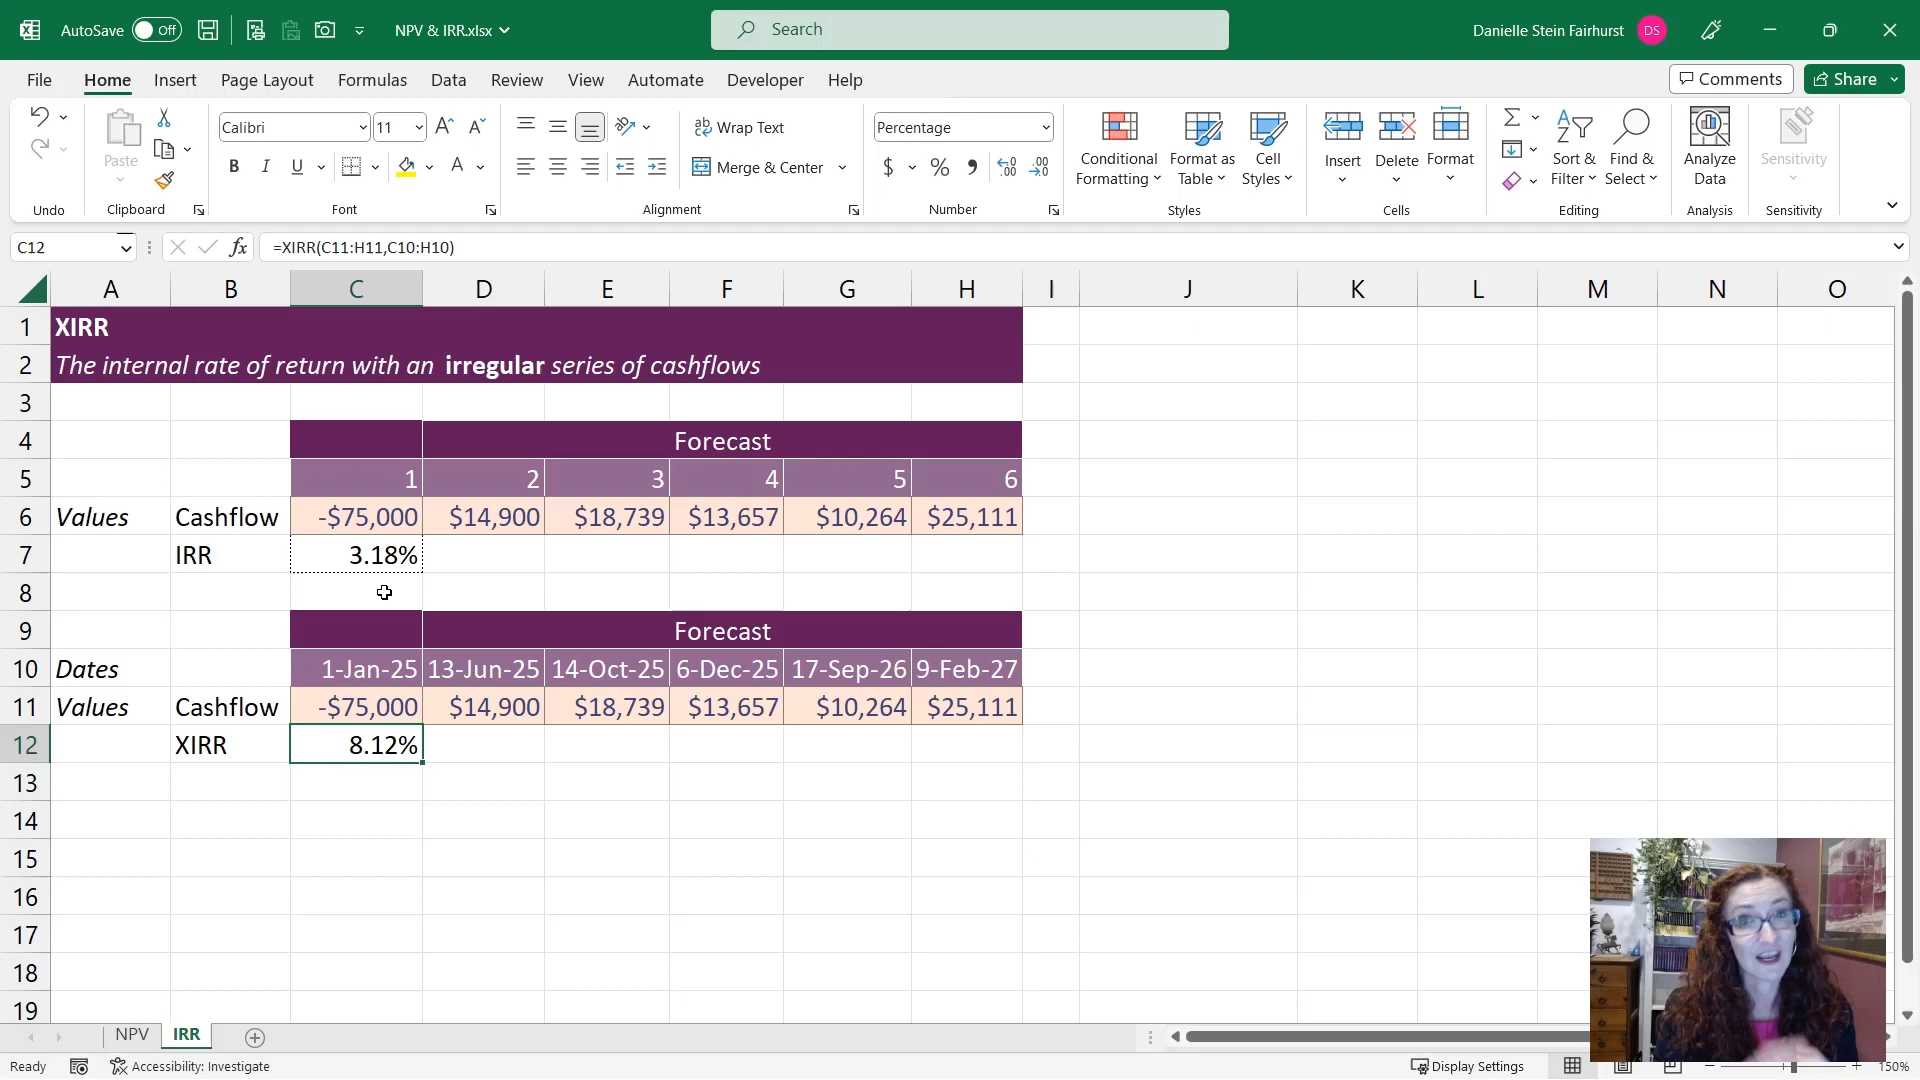 AutoSave Off NPV & IRR.xlsx Search Danielle Stein Fairhurst DS
File Home Insert Page Layout Formulas Data Review View Automate Developer Help Comments Share
Calibri 11 Wrap Text Percentage
Paste B I U A Merge & Center $ % Conditional Formatting Format as Table Cell Styles Insert Delete Format Sort & Filter Find & Select Analyze Data Sensitivity
Undo Clipboard Font Alignment Number Styles Cells Editing Analysis Sensitivity
C12 fx =XIRR(C11:H11,C10:H10)
A B C D E F G H I J K L M N O
1 XIRR
2 The internal rate of return with an irregular series of cashflows
3
4 Forecast
5 1 2 3 4 5 6
6 Values Cashflow -$75,000 $14,900 $18,739 $13,657 $10,264 $25,111
7 IRR 3.18%
8
9 Forecast
10 Dates 1-Jan-25 13-Jun-25 14-Oct-25 6-Dec-25 17-Sep-26 9-Feb-27
11 Values Cashflow -$75,000 $14,900 $18,739 $13,657 $10,264 $25,111
12 XIRR 8.12%
13
14
15
16
17
18
19
NPV IRR
Ready Accessibility: Investigate Display Settings 150%